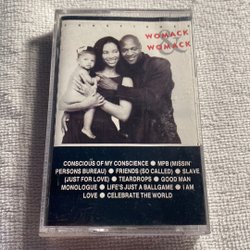 WOMACK
& WOMACK
CONSCIOUS OF MY CONSCIENCE ● MPB (MISSIN'
PERSONS BUREAU) ● FRIENDS (SO CALLED) ● SLAVE
(JUST FOR LOVE) ● TEARDROPS ● GOOD MAN
MONOLOGUE ● LIFE'S JUST A BALLGAME ● I AM
LOVE ● CELEBRATE THE WORLD